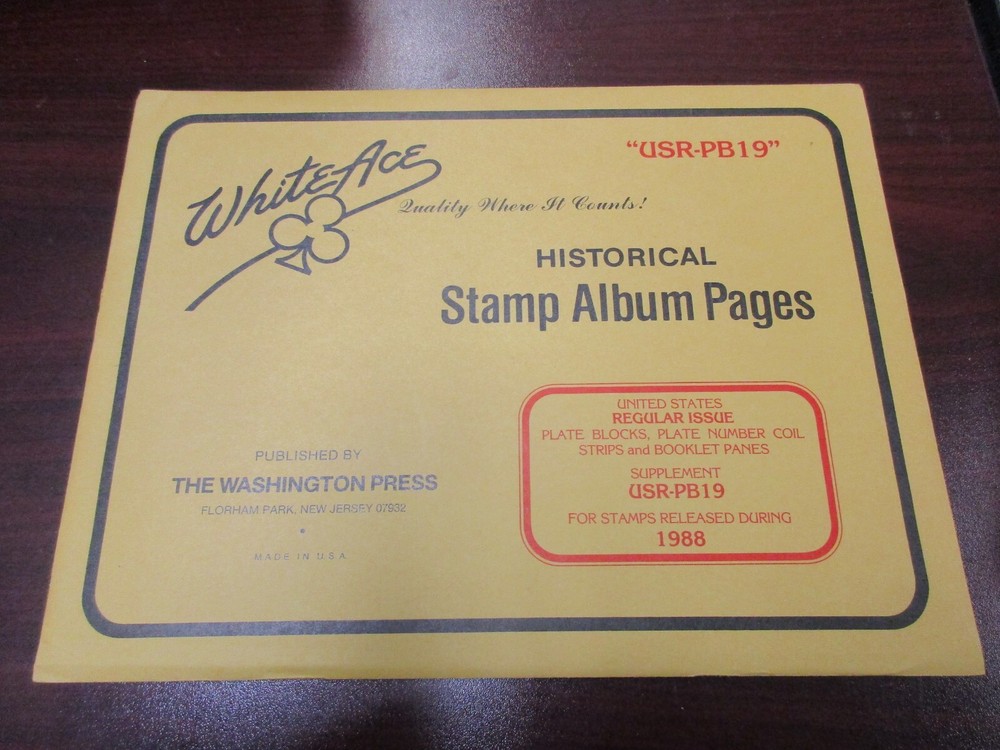 WhiteAce
"USR-PB19"
Quality Where It Counts!
HISTORICAL
Stamp Album Pages
UNITED STATES
REGULAR ISSUE
PLATE BLOCKS, PLATE NUMBER COIL
STRIPS and BOOKLET PANES
SUPPLEMENT
USR-PB19
FOR STAMPS RELEASED DURING
1988
PUBLISHED BY
THE WASHINGTON PRESS
FLORHAM PARK, NEW JERSEY 07932
MADE IN U.S.A.